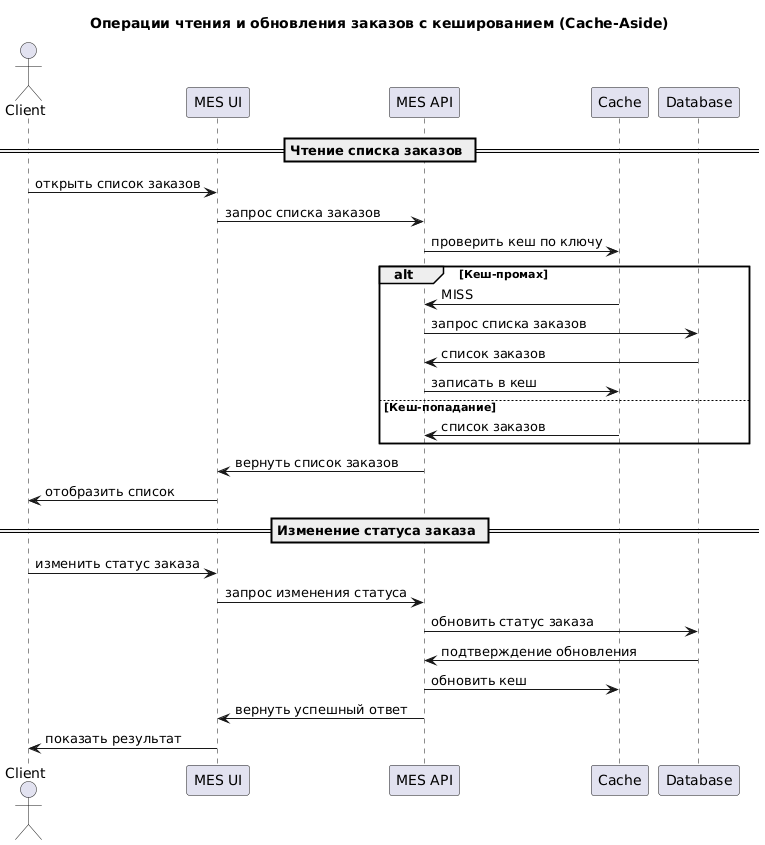 Операции чтения и обновления заказов с кешированием (Cache-Aside)
Client
MES UI
MES API
Cache
Database
Чтение списка заказов
открыть список заказов
запрос списка заказов
проверить кеш по ключу
alt
[Кеш-промах]
MISS
запрос списка заказов
список заказов
записать в кеш
[Кеш-попадание]
список заказов
вернуть список заказов
отобразить список
Изменение статуса заказа
изменить статус заказа
запрос изменения статуса
обновить статус заказа
подтверждение обновления
обновить кеш
вернуть успешный ответ
показать результат
Client
MES UI
MES API
Cache
Database